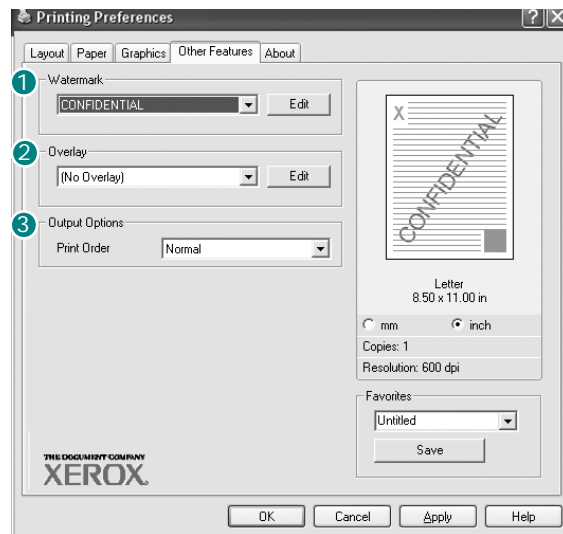 Printing Preferences
Layout Paper Graphics Other Features About
1 Watermark
CONFIDENTIAL Edit
2 Overlay
(No Overlay) Edit
3 Output Options
Print Order Normal
X
CONFIDENTIAL
Letter
8.50 x 11.00 in
mm inch
Copies: 1
Resolution: 600 dpi
Favorites
Untitled
Save
THE DOCUMENT COMPANY
XEROX.
OK Cancel Apply Help